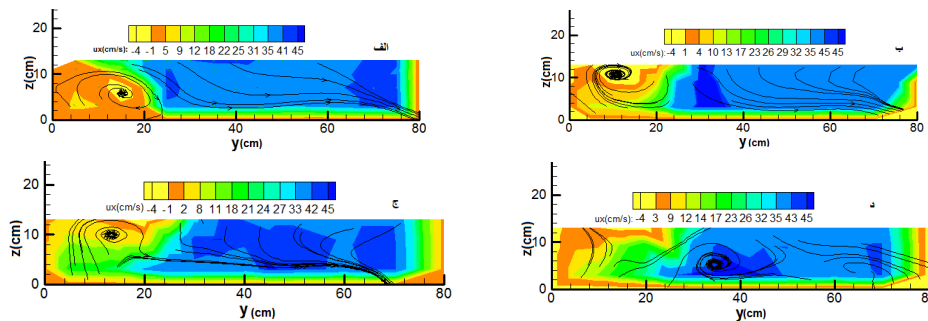 ux(cm/s): -4 -1 5 9 12 18 22 25 31 35 41 45
الف
z(cm)
20
10
0
0 20 40 60 80
y(cm)
ux(cm/s): -4 1 4 10 13 17 23 26 29 32 45 45
ب
z(cm)
20
10
0
0 20 40 60 80
y(cm)
ux(cm/s) -4 -1 2 8 11 18 21 24 27 33 42 45
ج
z(cm)
20
10
0
0 20 40 60 80
y (cm)
ux(cm/s): -4 3 9 12 14 17 23 26 32 35 43 45
د
z(cm)
20
10
0
0 20 40 60 80
y (cm)